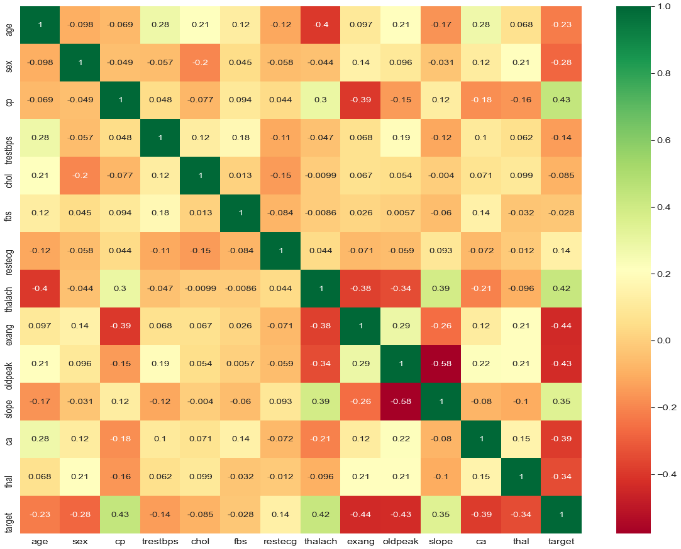 age 1 -0.098 -0.069 0.28 0.21 0.12 -0.12 -0.4 0.097 0.21 -0.17 0.28 0.068 -0.23
sex -0.098 1 -0.049 -0.057 -0.2 0.045 -0.058 -0.044 0.14 0.096 -0.031 0.12 0.21 -0.28
cp -0.069 -0.049 1 0.048 -0.077 0.094 0.044 0.3 -0.39 -0.15 0.12 -0.18 -0.16 0.43
trestbps 0.28 -0.057 0.048 1 0.12 0.18 -0.11 -0.047 0.068 0.19 -0.12 0.1 0.062 -0.14
chol 0.21 -0.2 -0.077 0.12 1 0.013 -0.15 -0.0099 0.067 0.054 -0.004 0.071 0.099 -0.085
fbs 0.12 0.045 0.094 0.18 0.013 1 -0.084 -0.0086 0.026 0.0057 -0.06 0.14 -0.032 -0.028
restecg -0.12 -0.058 0.044 -0.11 -0.15 -0.084 1 0.044 -0.071 -0.059 0.093 -0.072 -0.012 0.14
thalach -0.4 -0.044 0.3 -0.047 -0.0099 -0.0086 0.044 1 -0.38 -0.34 0.39 -0.21 -0.096 0.42
exang 0.097 0.14 -0.39 0.068 0.067 0.026 -0.071 -0.38 1 0.29 -0.26 0.12 0.21 -0.44
oldpeak 0.21 0.096 -0.15 0.19 0.054 0.0057 -0.059 -0.34 0.29 1 -0.58 0.22 0.21 -0.43
slope -0.17 -0.031 0.12 -0.12 -0.004 -0.06 0.093 0.39 -0.26 -0.58 1 -0.08 -0.1 0.35
ca 0.28 0.12 -0.18 0.1 0.071 0.14 -0.072 -0.21 0.12 0.22 -0.08 1 0.15 -0.39
thal 0.068 0.21 -0.16 0.062 0.099 -0.032 -0.012 -0.096 0.21 0.21 -0.1 0.15 1 -0.34
target -0.23 -0.28 0.43 -0.14 -0.085 -0.028 0.14 0.42 -0.44 -0.43 0.35 -0.39 -0.34 1
age sex cp trestbps chol fbs restecg thalach exang oldpeak slope ca thal target
1.0
0.8
0.6
0.4
0.2
0.0
−0.2
−0.4